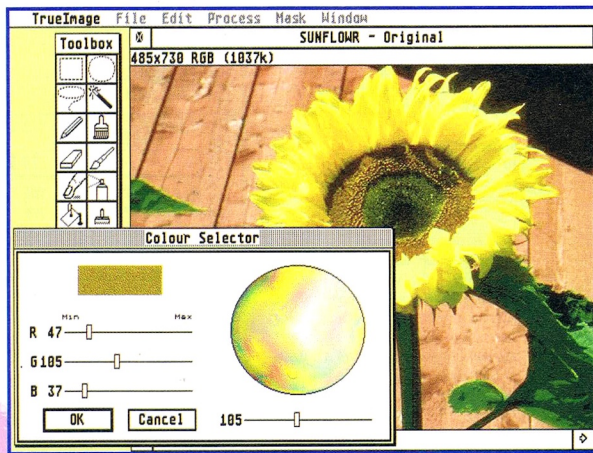 TrueImage File Edit Process Mask Window
Toolbox
SUNFLOWR - Original
485x730 RGB (1037k)
Colour Selector
Min Max
R 47
G 105
B 37
OK Cancel 105